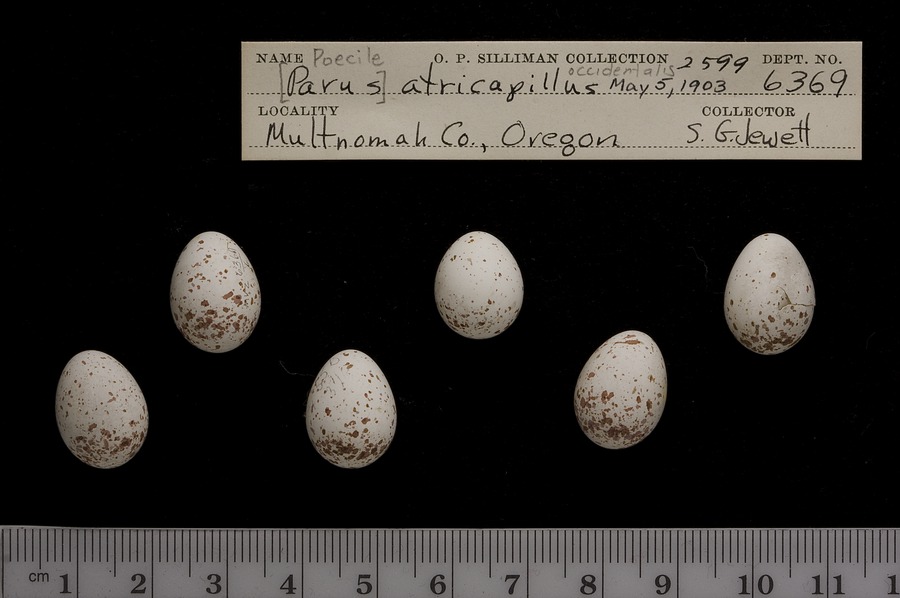 NAME Poecile O. P. SILLIMAN COLLECTION 2599 DEPT. NO.
[Parus] atricapillus occidentalis May 5, 1903 6369
LOCALITY COLLECTOR
Multnomah Co., Oregon S. G. Jewett
cm 1 2 3 4 5 6 7 8 9 10 11 1